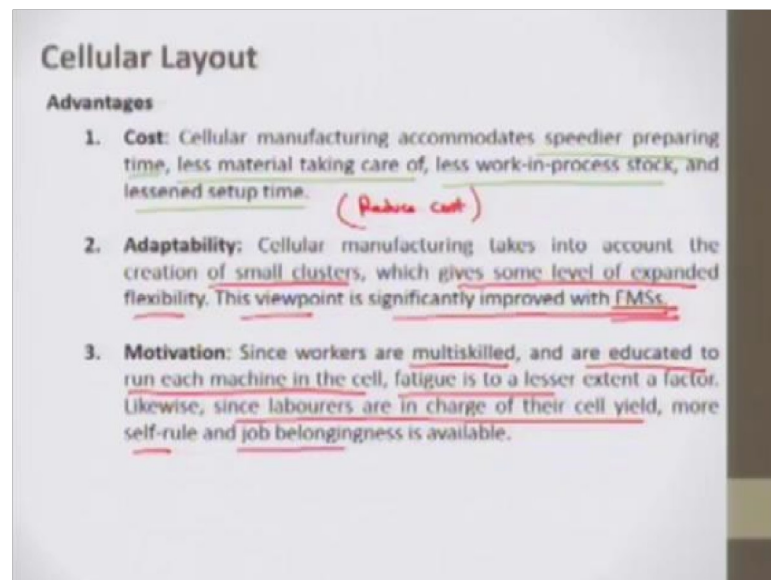 Cellular Layout
Advantages
1. Cost: Cellular manufacturing accommodates speedier preparing
time, less material taking care of, less work-in-process stock, and
lessened setup time.
(Reduce cost)
2. Adaptability: Cellular manufacturing takes into account the
creation of small clusters, which gives some level of expanded
flexibility. This viewpoint is significantly improved with FMSs.
3. Motivation: Since workers are multiskilled, and are educated to
run each machine in the cell, fatigue is to a lesser extent a factor.
Likewise, since labourers are in charge of their cell yield, more
self-rule and job belongingness is available.